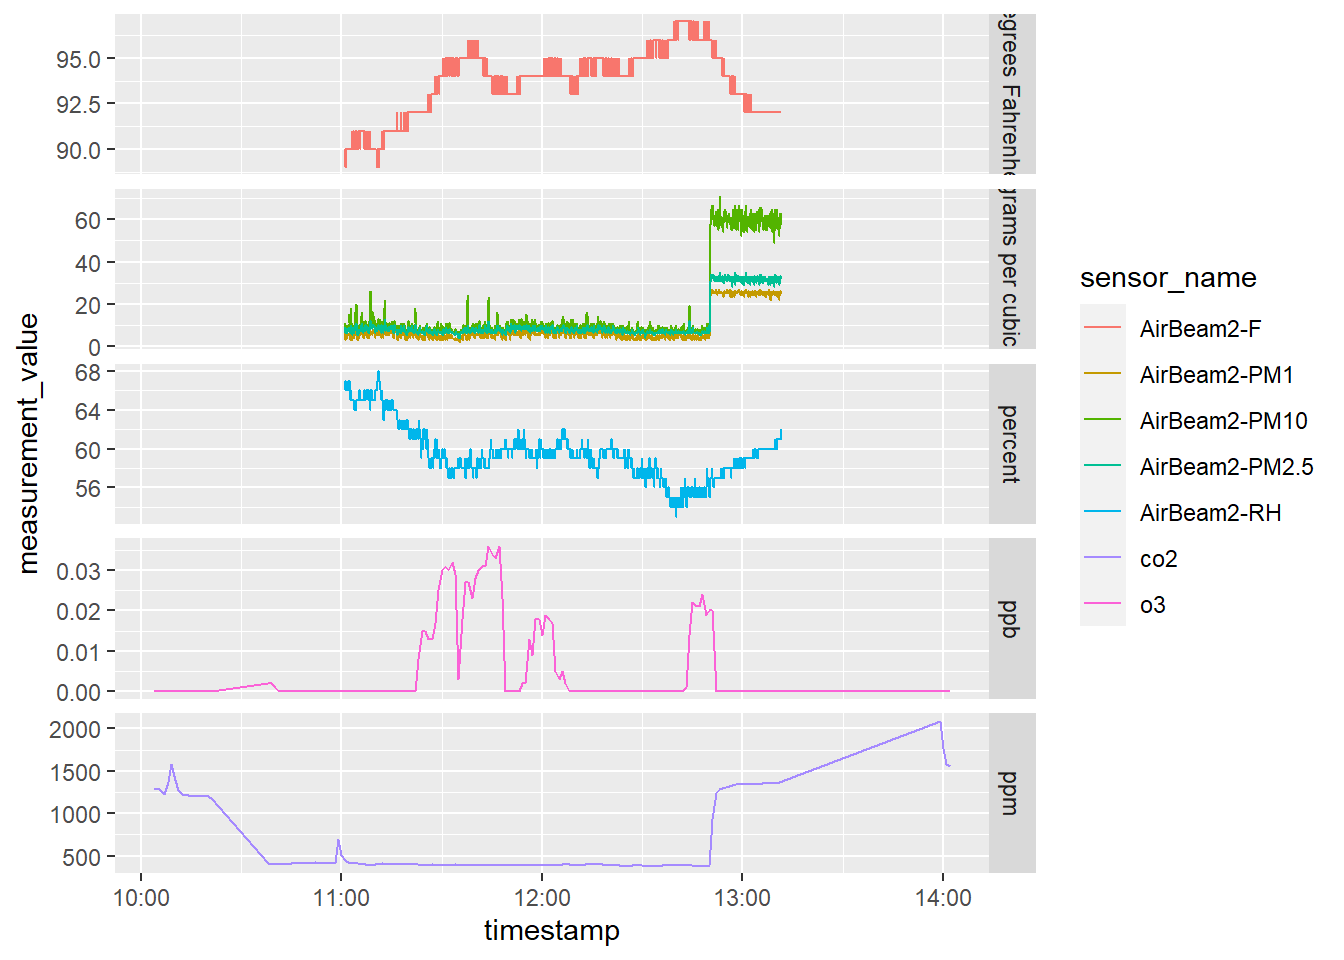 measurement_value
95.0
92.5
90.0
egrees Fahrenhe
60
40
20
0
grams per cubic
68
64
60
56
percent
0.03
0.02
0.01
0.00
ppb
2000
1500
1000
500
ppm
10:00 11:00 12:00 13:00 14:00
timestamp
sensor_name
AirBeam2-F
AirBeam2-PM1
AirBeam2-PM10
AirBeam2-PM2.5
AirBeam2-RH
co2
o3